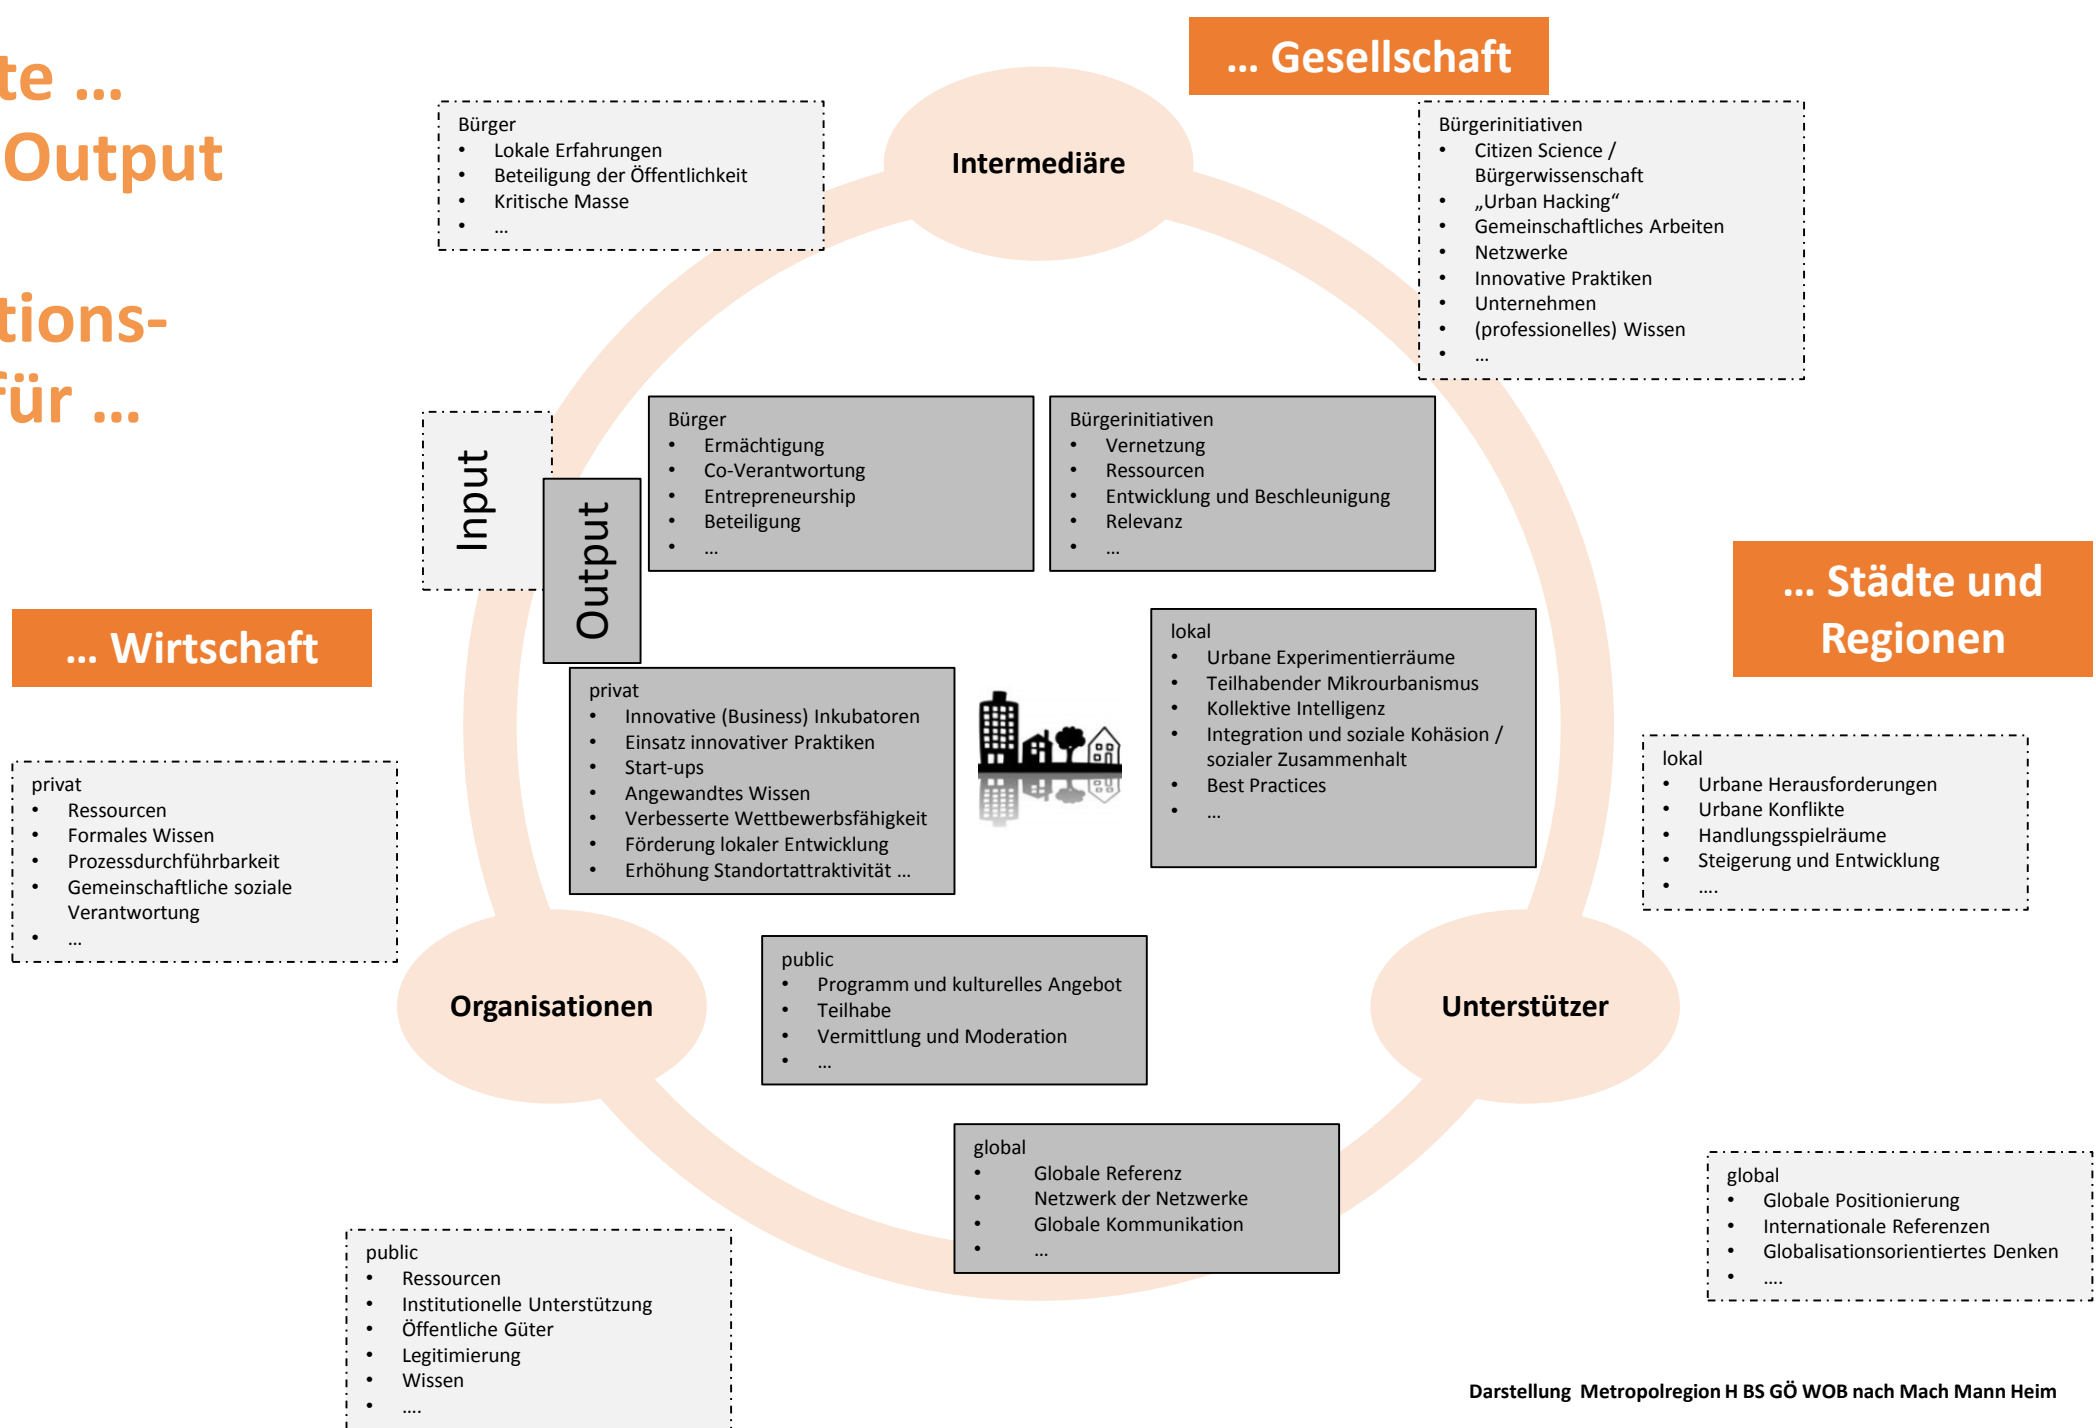 te ...
Output
tions-
für ...
... Gesellschaft
Intermediäre
Bürger
• Lokale Erfahrungen
• Beteiligung der Öffentlichkeit
• Kritische Masse
• ...
Bürgerinitiativen
• Citizen Science /
Bürgerwissenschaft
• „Urban Hacking“
• Gemeinschaftliches Arbeiten
• Netzwerke
• Innovative Praktiken
• Unternehmen
• (professionelles) Wissen
• ...
Input
Output
Bürger
• Ermächtigung
• Co-Verantwortung
• Entrepreneurship
• Beteiligung
• ...
Bürgerinitiativen
• Vernetzung
• Ressourcen
• Entwicklung und Beschleunigung
• Relevanz
• ...
... Wirtschaft
... Städte und
Regionen
privat
• Innovative (Business) Inkubatoren
• Einsatz innovativer Praktiken
• Start-ups
• Angewandtes Wissen
• Verbesserte Wettbewerbsfähigkeit
• Förderung lokaler Entwicklung
• Erhöhung Standortattraktivität ...
lokal
• Urbane Experimentierräume
• Teilhabender Mikrourbanismus
• Kollektive Intelligenz
• Integration und soziale Kohäsion /
sozialer Zusammenhalt
• Best Practices
• ...
privat
• Ressourcen
• Formales Wissen
• Prozessdurchführbarkeit
• Gemeinschaftliche soziale
Verantwortung
• ...
lokal
• Urbane Herausforderungen
• Urbane Konflikte
• Handlungsspielräume
• Steigerung und Entwicklung
• ....
Organisationen
public
• Programm und kulturelles Angebot
• Teilhabe
• Vermittlung und Moderation
• ...
Unterstützer
global
• Globale Referenz
• Netzwerk der Netzwerke
• Globale Kommunikation
• ...
global
• Globale Positionierung
• Internationale Referenzen
• Globalisationsorientiertes Denken
• ....
public
• Ressourcen
• Institutionelle Unterstützung
• Öffentliche Güter
• Legitimierung
• Wissen
• ....
Darstellung Metropolregion H BS GÖ WOB nach Mach Mann Heim